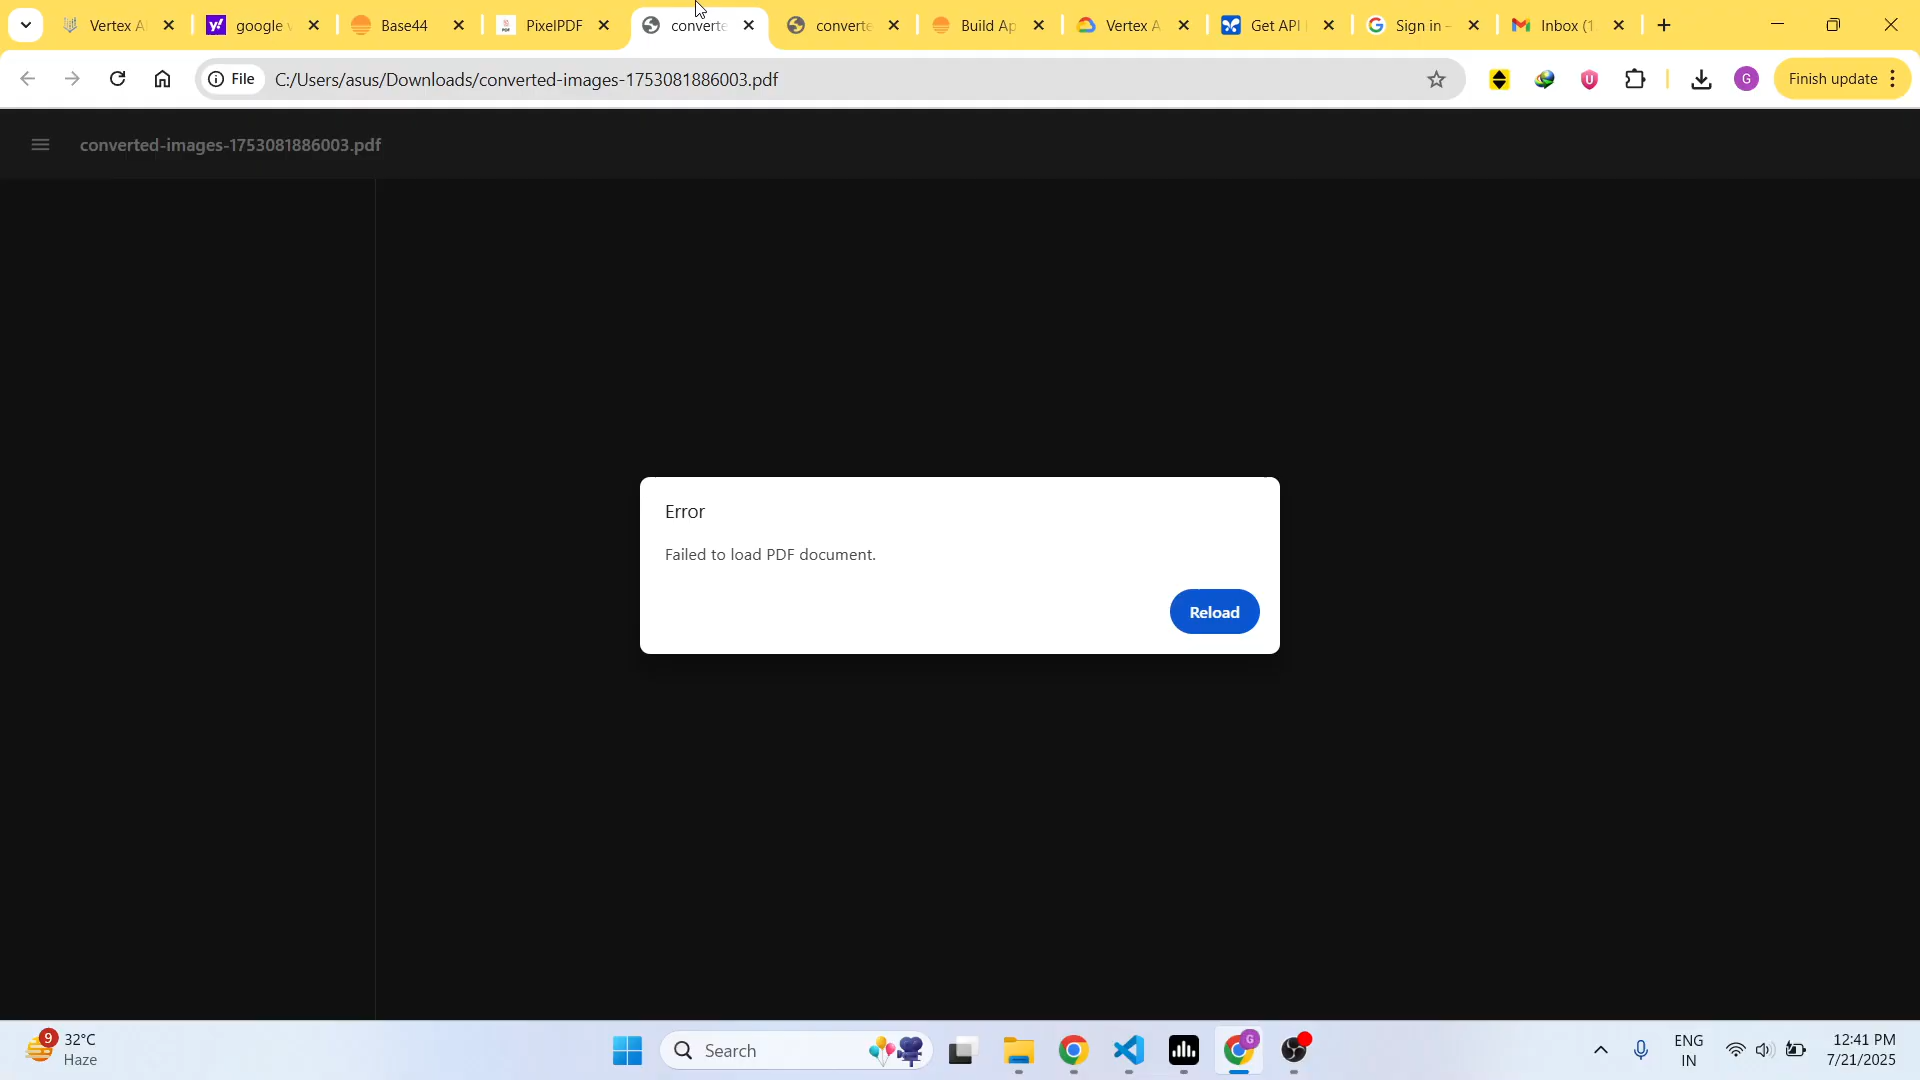 Vertex A
google v
Base44
PixelPDF
converte
converte
Build Ap
Vertex A
Get API
Sign in -
Inbox (1
File
C:/Users/asus/Downloads/converted-images-1753081886003.pdf
G
Finish update
converted-images-1753081886003.pdf
Error
Failed to load PDF document.
Reload
9
32°C
Haze
Search
G
ENG
IN
12:41 PM
7/21/2025